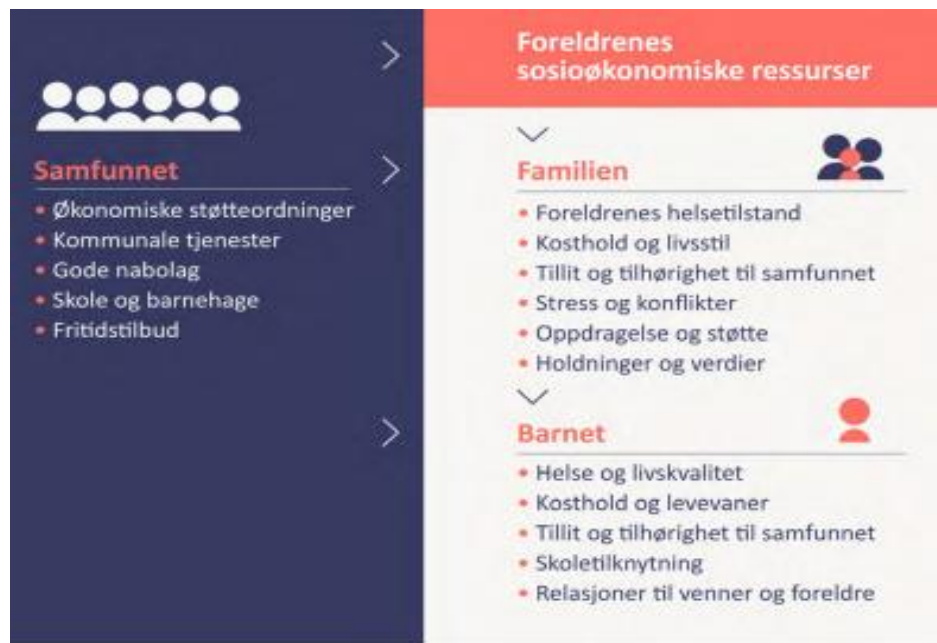 Samfunnet
• Økonomiske støtteordninger
• Kommunale tjenester
• Gode nabolag
• Skole og barnehage
• Fritidstilbud
Foreldrenes
sosioøkonomiske ressurser
Familien
• Foreldrenes helsetilstand
• Kosthold og livsstil
• Tillit og tilhørighet til samfunnet
• Stress og konflikter
• Oppdragelse og støtte
• Holdninger og verdier
Barnet
• Helse og livskvalitet
• Kosthold og levevaner
• Tillit og tilhørighet til samfunnet
• Skoletilknytning
• Relasjoner til venner og foreldre